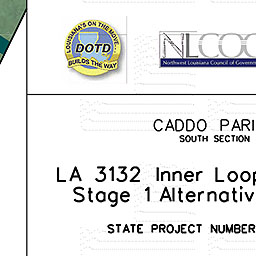 LOUISIANA'S ON THE MOVE...
DOTD
BUILDS THE WAY
NLCOG
Northwest Louisiana Council of Governm
CADDO PARI
SOUTH SECTION
LA 3132 Inner Loop
Stage 1 Alternativ
STATE PROJECT NUMBER